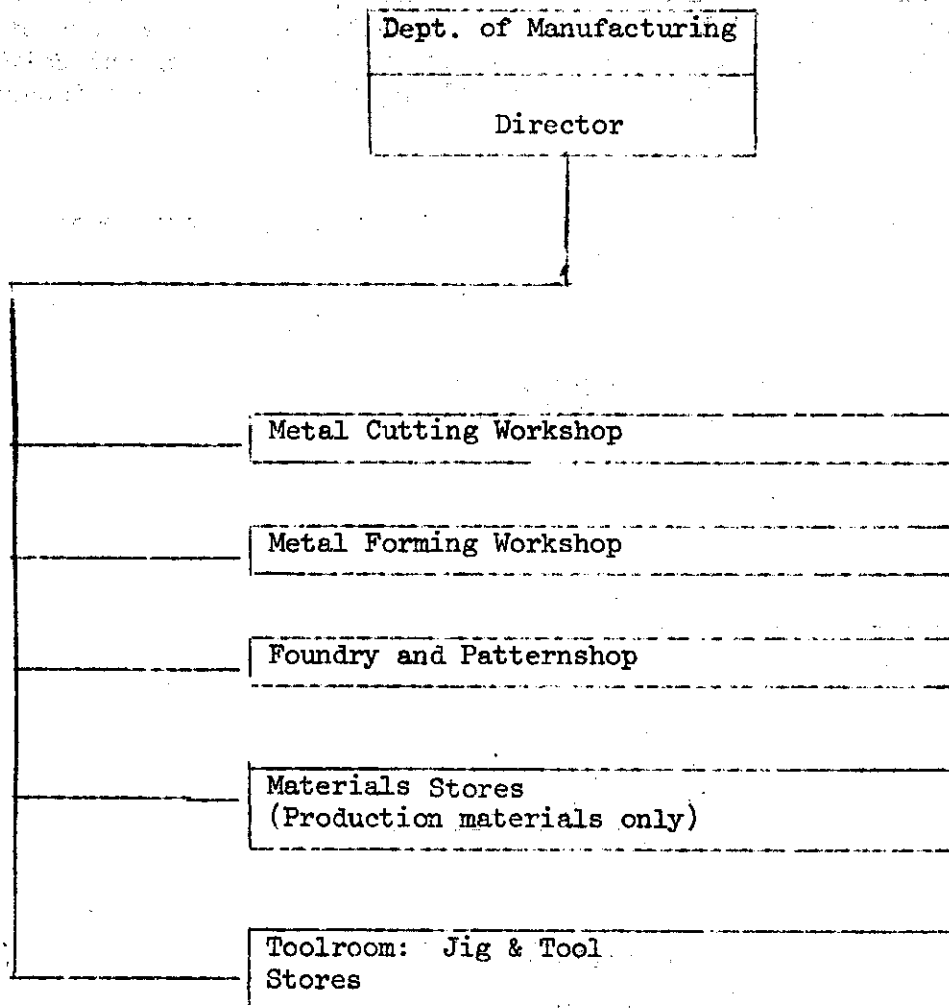 Dept. of Manufacturing
Director
Metal Cutting Workshop
Metal Forming Workshop
Foundry and Patternshop
Materials Stores
(Production materials only)
Toolroom: Jig & Tool
Stores